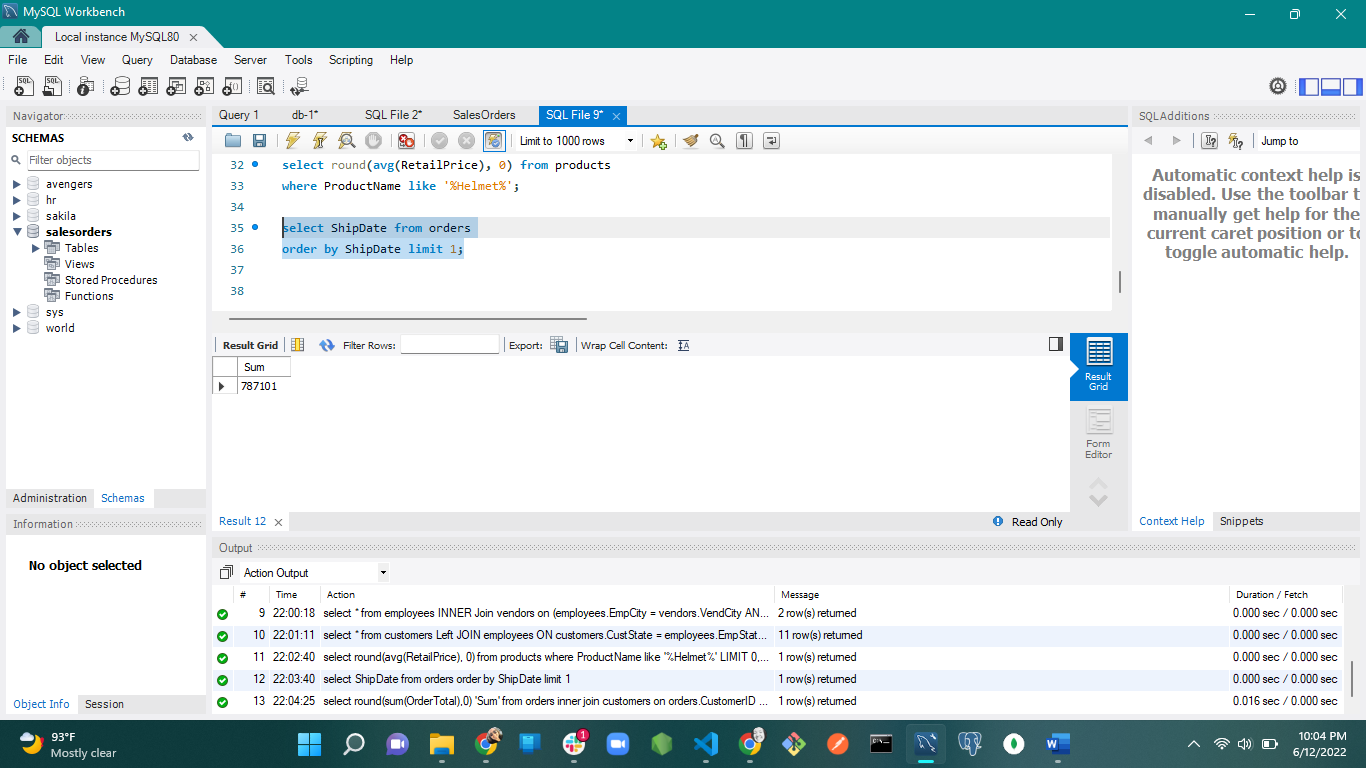 MySQL Workbench
Local instance MySQL80
File Edit View Query Database Server Tools Scripting Help
Navigator
SCHEMAS
Filter objects
avengers
hr
sakila
salesorders
Tables
Views
Stored Procedures
Functions
sys
world
Administration Schemas
Information
No object selected
Object Info Session
Query 1 db-1* SQL File 2* SalesOrders SQL File 9*
Limit to 1000 rows
32 select round(avg(RetailPrice), 0) from products
33 where ProductName like '%Helmet%';
34
35 select ShipDate from orders
36 order by ShipDate limit 1;
37
38
Result Grid Filter Rows: Export: Wrap Cell Content:
Sum
787101
Result
Grid
Form
Editor
Result 12 Read Only
SQLAdditions
Jump to
Automatic context help is
disabled. Use the toolbar t
manually get help for the
current caret position or to
toggle automatic help.
Context Help Snippets
Output
Action Output
# Time Action Message Duration / Fetch
9 22:00:18 select * from employees INNER Join vendors on (employees.EmpCity = vendors.VendCity AN... 2 row(s) returned 0.000 sec / 0.000 sec
10 22:01:11 select * from customers Left JOIN employees ON customers.CustState = employees.EmpStat... 11 row(s) returned 0.000 sec / 0.000 sec
11 22:02:40 select round(avg(RetailPrice), 0) from products where ProductName like '%Helmet%' LIMIT 0,... 1 row(s) returned 0.000 sec / 0.000 sec
12 22:03:40 select ShipDate from orders order by ShipDate limit 1 1 row(s) returned 0.000 sec / 0.000 sec
13 22:04:25 select round(sum(OrderTotal),0) 'Sum' from orders inner join customers on orders.CustomerID ... 1 row(s) returned 0.016 sec / 0.000 sec
93°F
Mostly clear
1
10:04 PM
6/12/2022